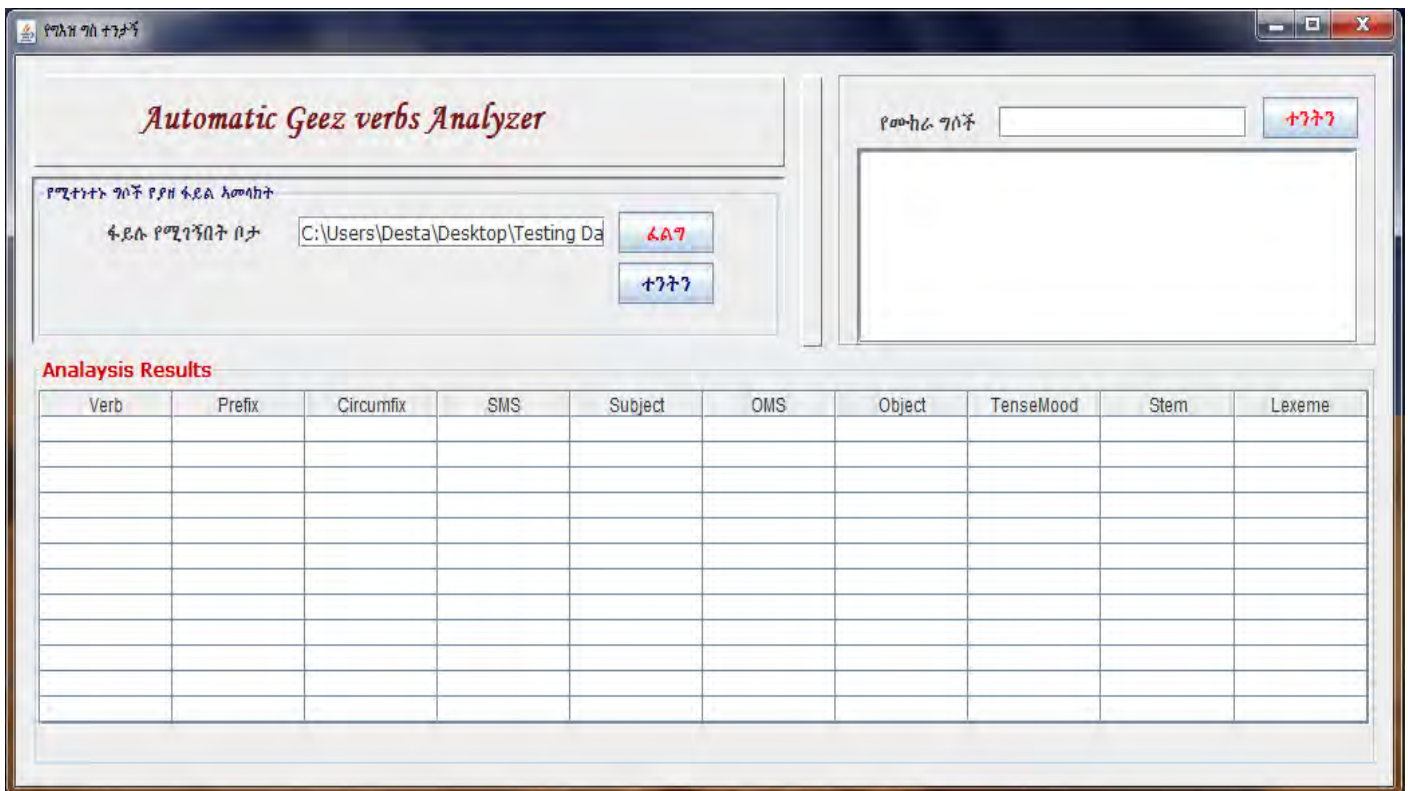 የግእዝ ግስ ተንታኝ
Automatic Geez verbs Analyzer
የሚተነተኑ ግሶች የያዘ ፋይል ኣመላክት
ፋይሉ የሚገኝበት ቦታ C:\Users\Desta\Desktop\Testing Da ፈልግ
ተንትን
የሙከራ ግሶች ተንትን
Analaysis Results
Verb Prefix Circumfix SMS Subject OMS Object TenseMood Stem Lexeme